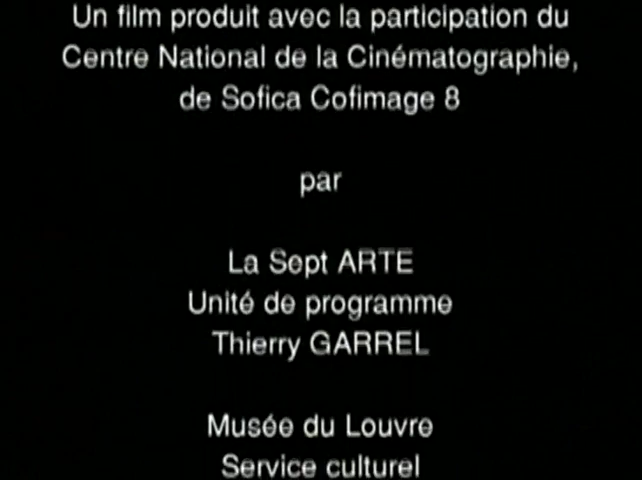 Un film produit avec la participation du
Centre National de la Cinématographie,
de Sofica Cofimage 8
par
La Sept ARTE
Unité de programme
Thierry GARREL
Musée du Louvre
Service culturel